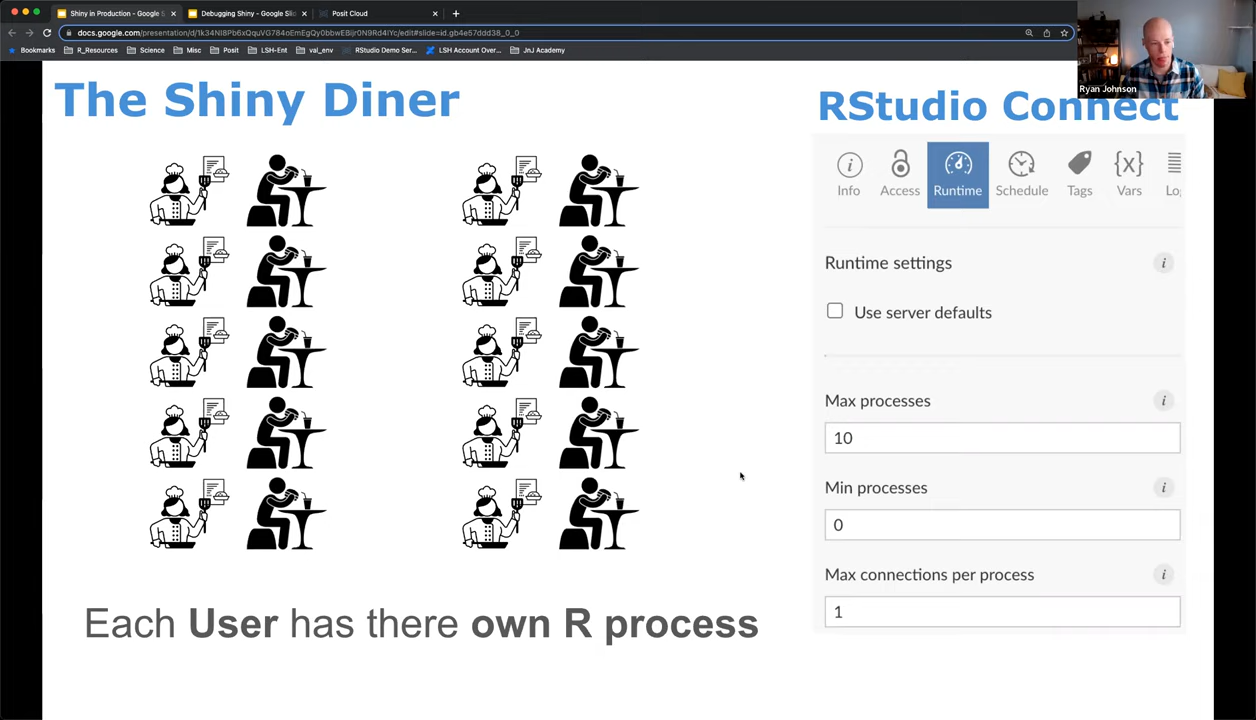 Shiny in Production - Google S
Debugging Shiny - Google Slid
Posit Cloud
Bookmarks
R_Resources
Science
Misc
Posit
LSH-Ent
val_env
RStudio Demo Ser...
LSH Account Over...
JnJ Academy
Ryan Johnson
The Shiny Diner
RStudio Connect
Info
Access
Runtime
Schedule
Tags
{x}
Vars
Lo
Runtime settings
Use server defaults
Max processes
10
Min processes
0
Max connections per process
1
Each User has there own R process